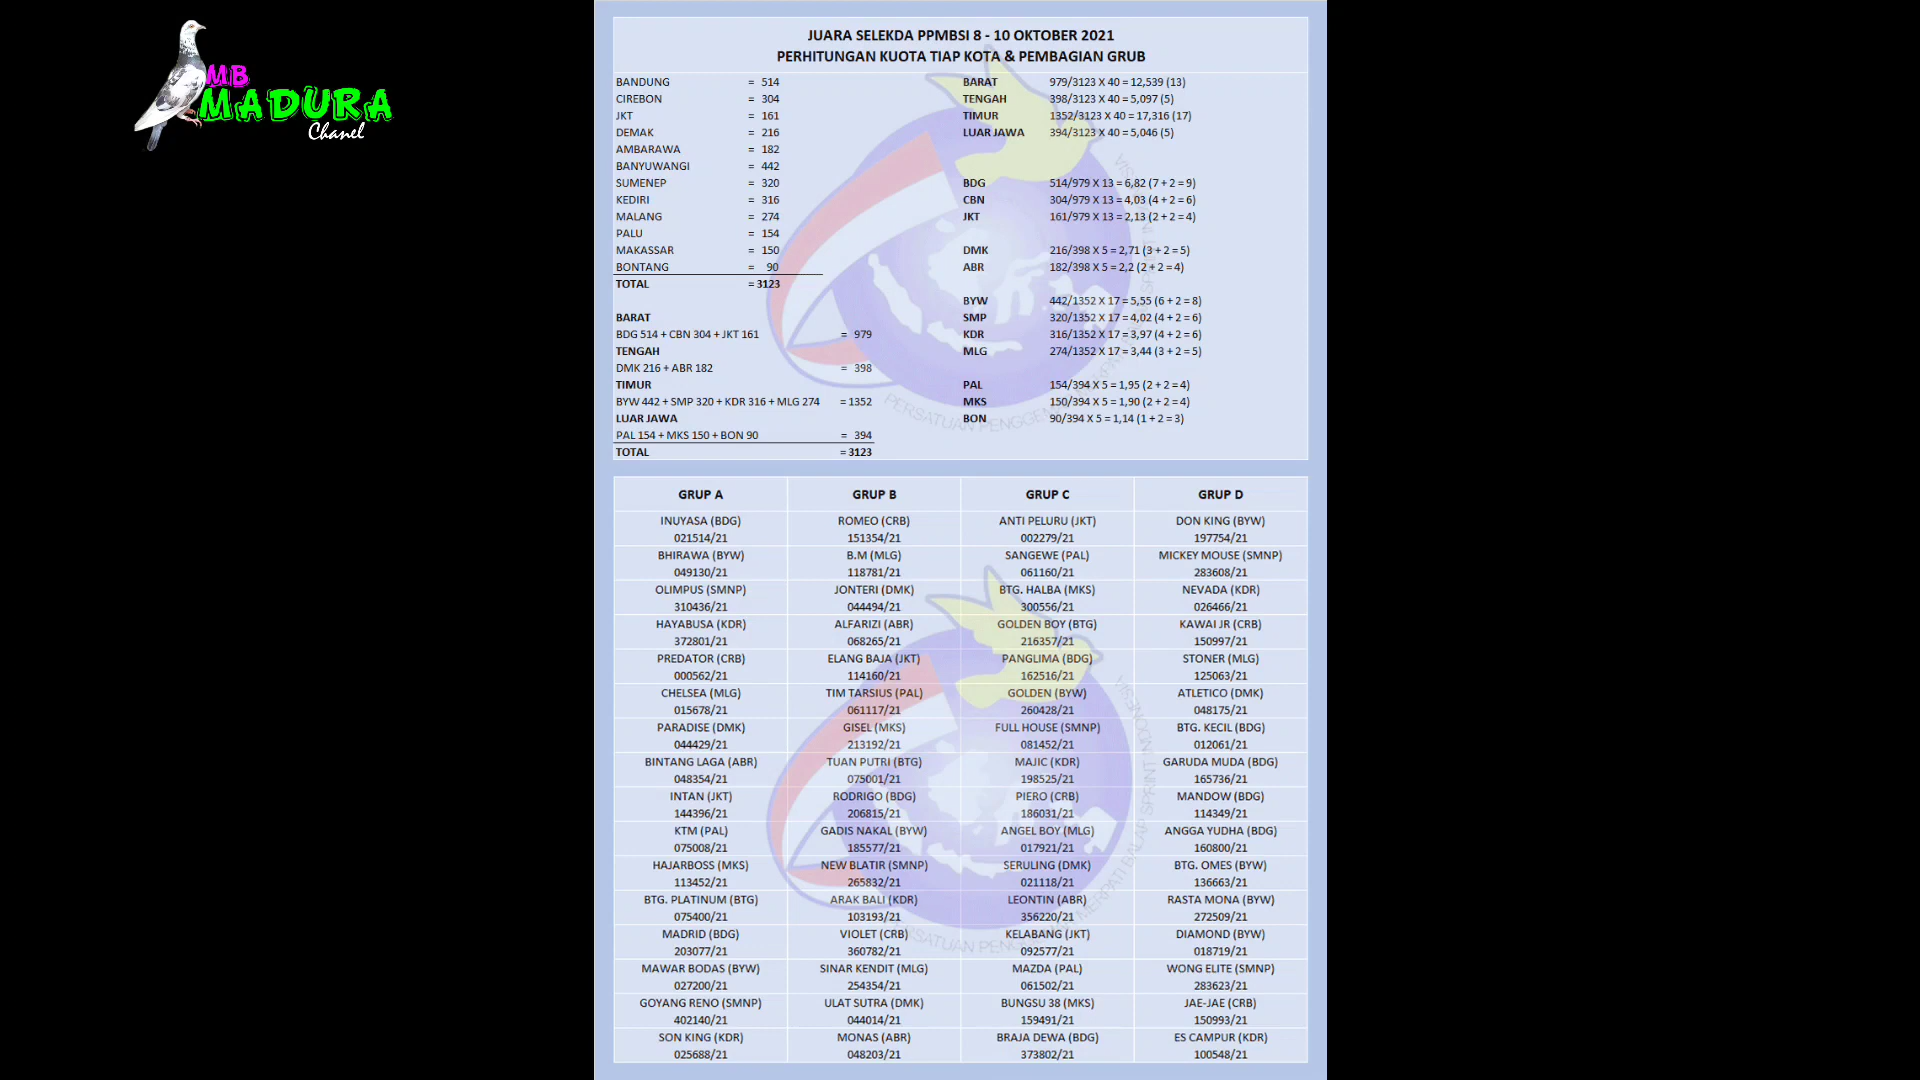 MB
MADURA
Chanel
JUARA SELEKDA PPMBSI 8 - 10 OKTOBER 2021
PERHITUNGAN KUOTA TIAP KOTA & PEMBAGIAN GRUB
BANDUNG = 514
CIREBON = 304
JKT = 161
DEMAK = 216
AMBARAWA = 182
BANYUWANGI = 442
SUMENEP = 320
KEDIRI = 316
MALANG = 274
PALU = 154
MAKASSAR = 150
BONTANG = 90
TOTAL = 3123
BARAT
BDG 514 + CBN 304 + JKT 161 = 979
TENGAH
DMK 216 + ABR 182 = 398
TIMUR
BYW 442 + SMP 320 + KDR 316 + MLG 274 = 1352
LUAR JAWA
PAL 154 + MKS 150 + BON 90 = 394
TOTAL = 3123
BARAT 979/3123 X 40 = 12,539 (13)
TENGAH 398/3123 X 40 = 5,097 (5)
TIMUR 1352/3123 X 40 = 17,316 (17)
LUAR JAWA 394/3123 X 40 = 5,046 (5)
BDG 514/979 X 13 = 6,82 (7 + 2 = 9)
CBN 304/979 X 13 = 4,03 (4 + 2 = 6)
JKT 161/979 X 13 = 2,13 (2 + 2 = 4)
DMK 216/398 X 5 = 2,71 (3 + 2 = 5)
ABR 182/398 X 5 = 2,2 (2 + 2 = 4)
BYW 442/1352 X 17 = 5,55 (6 + 2 = 8)
SMP 320/1352 X 17 = 4,02 (4 + 2 = 6)
KDR 316/1352 X 17 = 3,97 (4 + 2 = 6)
MLG 274/1352 X 17 = 3,44 (3 + 2 = 5)
PAL 154/394 X 5 = 1,95 (2 + 2 = 4)
MKS 150/394 X 5 = 1,90 (2 + 2 = 4)
BON 90/394 X 5 = 1,14 (1 + 2 = 3)
GRUP A GRUP B GRUP C GRUP D
INUYASA (BDG) ROMEO (CRB) ANTI PELURU (JKT) DON KING (BYW)
021514/21 151354/21 002279/21 197754/21
BHIRAWA (BYW) B.M (MLG) SANGEWE (PAL) MICKEY MOUSE (SMNP)
049130/21 118781/21 061160/21 283608/21
OLIMPUS (SMNP) JONTERI (DMK) BTG. HALBA (MKS) NEVADA (KDR)
310436/21 044494/21 300556/21 026466/21
HAYABUSA (KDR) ALFARIZI (ABR) GOLDEN BOY (BTG) KAWAI JR (CRB)
372801/21 068265/21 216357/21 150997/21
PREDATOR (CRB) ELANG BAJA (JKT) PANGLIMA (BDG) STONER (MLG)
000562/21 114160/21 162516/21 125063/21
CHELSEA (MLG) TIM TARSIUS (PAL) GOLDEN (BYW) ATLETICO (DMK)
015678/21 061117/21 260428/21 048175/21
PARADISE (DMK) GISEL (MKS) FULL HOUSE (SMNP) BTG. KECIL (BDG)
044429/21 213192/21 081452/21 012061/21
BINTANG LAGA (ABR) TUAN PUTRI (BTG) MAJIC (KDR) GARUDA MUDA (BDG)
048354/21 075001/21 198525/21 165736/21
INTAN (JKT) RODRIGO (BDG) PIERO (CRB) MANDOW (BDG)
144396/21 206815/21 186031/21 114349/21
KTM (PAL) GADIS NAKAL (BYW) ANGEL BOY (MLG) ANGGA YUDHA (BDG)
075008/21 185577/21 017921/21 160800/21
HAJARBOSS (MKS) NEW BLATIR (SMNP) SERULING (DMK) BTG. OMES (BYW)
113452/21 265832/21 021118/21 136663/21
BTG. PLATINUM (BTG) ARAK BALI (KDR) LEONTIN (ABR) RASTA MONA (BYW)
075400/21 103193/21 356220/21 272509/21
MADRID (BDG) VIOLET (CRB) KELABANG (JKT) DIAMOND (BYW)
203077/21 360782/21 092577/21 018719/21
MAWAR BODAS (BYW) SINAR KENDIT (MLG) MAZDA (PAL) WONG ELITE (SMNP)
027200/21 254354/21 061502/21 283623/21
GOYANG RENO (SMNP) ULAT SUTRA (DMK) BUNGSU 38 (MKS) JAE-JAE (CRB)
402140/21 044014/21 159491/21 150993/21
SON KING (KDR) MONAS (ABR) BRAJA DEWA (BDG) ES CAMPUR (KDR)
025688/21 048203/21 373802/21 100548/21